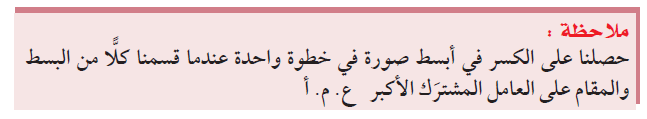 ملاحظة :
حصلنا على الكسر في أبسط صورة في خطوة واحدة عندما قسمنا كلًّا من البسط
والمقام على العامل المشترَك الأكبر ع. م. أ